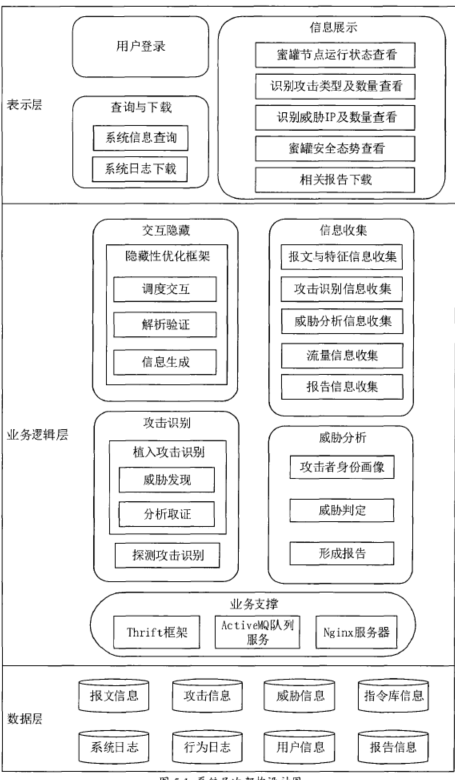 表示层
用户登录
查询与下载
系统信息查询
系统日志下载
信息展示
蜜罐节点运行状态查看
识别攻击类型及数量查看
识别威胁IP及数量查看
蜜罐安全态势查看
相关报告下载
业务逻辑层
交互隐藏
隐藏性优化框架
调度交互
解析验证
信息生成
信息收集
报文与特征信息收集
攻击识别信息收集
威胁分析信息收集
流量信息收集
报告信息收集
攻击识别
植入攻击识别
威胁发现
分析取证
探测攻击识别
威胁分析
攻击者身份画像
威胁判定
形成报告
业务支撑
Thrift框架
ActiveMQ队列
服务
Nginx服务器
数据层
报文信息
攻击信息
威胁信息
指令库信息
系统日志
行为日志
用户信息
报告信息